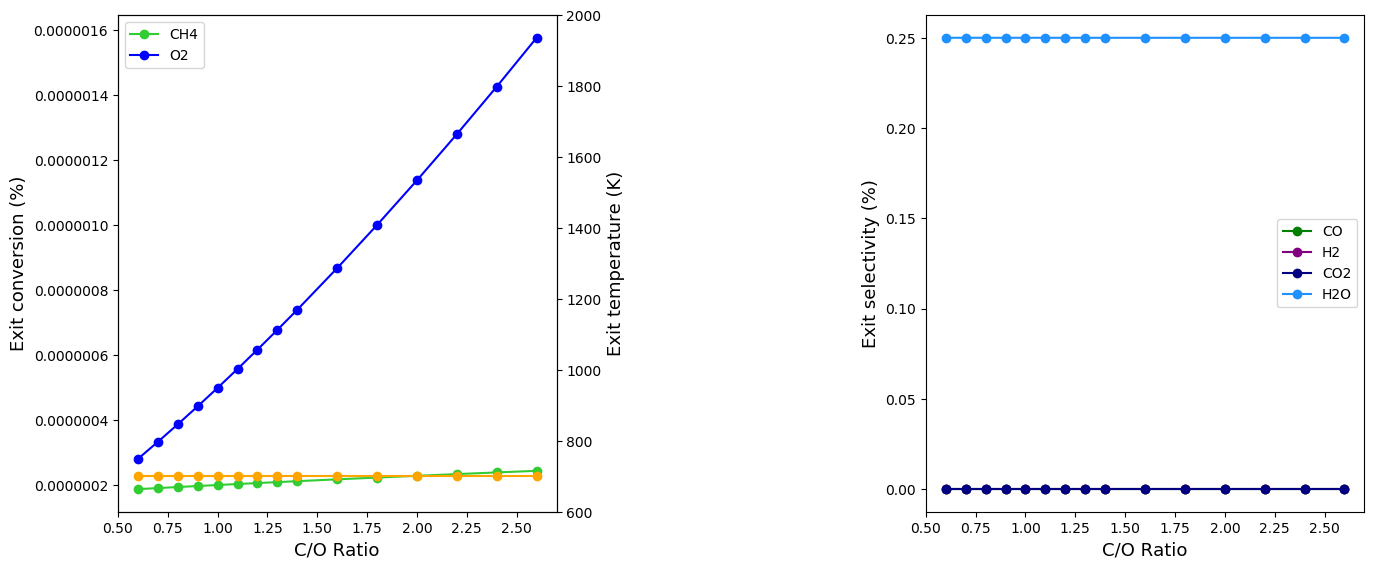 CH4
O2
0.0000016
0.0000014
0.0000012
0.0000010
0.0000008
0.0000006
0.0000004
0.0000002
Exit conversion (%)
0.50 0.75 1.00 1.25 1.50 1.75 2.00 2.25 2.50
C/O Ratio
2000
1800
1600
1400
1200
1000
800
600
Exit temperature (K)
0.25
0.20
0.15
0.10
0.05
0.00
Exit selectivity (%)
CO
H2
CO2
H2O
0.50 0.75 1.00 1.25 1.50 1.75 2.00 2.25 2.50
C/O Ratio